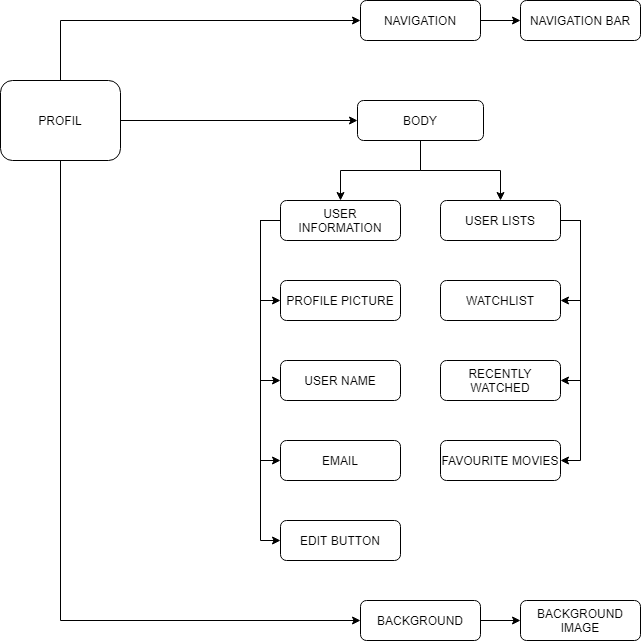 NAVIGATION
NAVIGATION BAR
PROFIL
BODY
USER
INFORMATION
USER LISTS
PROFILE PICTURE
WATCHLIST
USER NAME
RECENTLY
WATCHED
EMAIL
FAVOURITE MOVIES
EDIT BUTTON
BACKGROUND
BACKGROUND
IMAGE